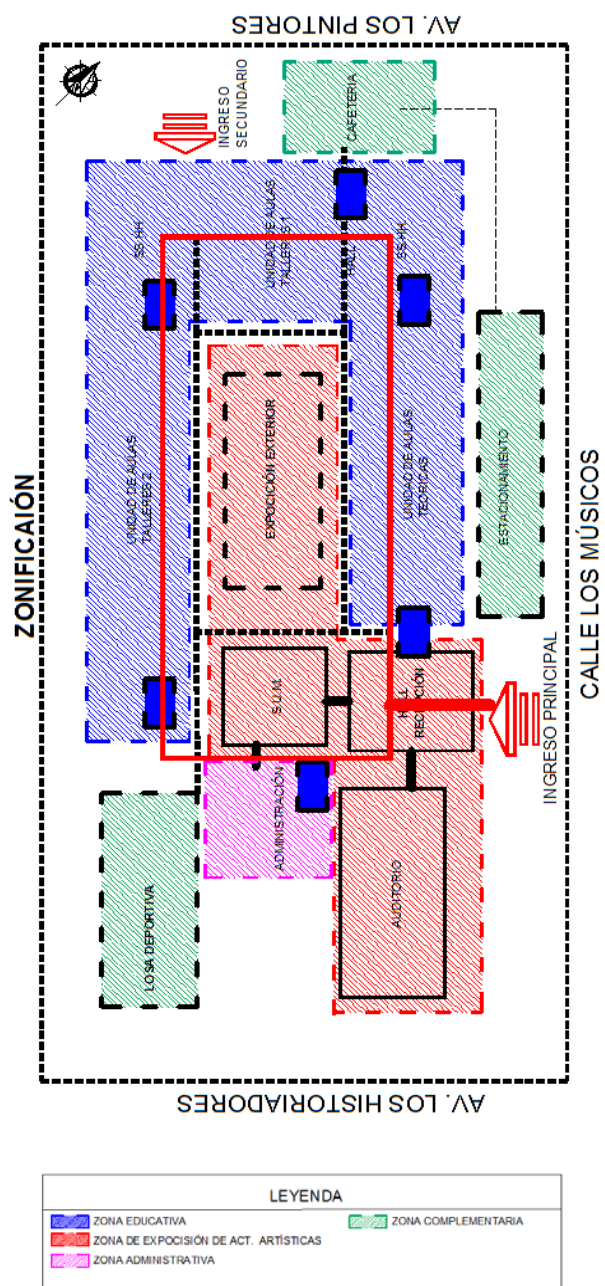 AV. LOS PINTORES
INGRESO
SECUNDARIO
CAFETERIA
SS.HH
UNIDAD DE AULAS
TALLERES 1
HALL
SS.HH
ZONIFICAIÓN
UNIDAD DE AULAS
TALLERES 2
EXPOCICIÓN EXTERIOR
UNIDAD DE AULAS
TEORICAS
ESTACIONAMIENTO
CALLE LOS MÚSICOS
S.U.M.
HALL
RECEPCIÓN
INGRESO PRINCIPAL
ADMINISTRACIÓN
LOSA DEPORTIVA
AUDITORIO
AV. LOS HISTORIADORES
LEYENDA
ZONA EDUCATIVA
ZONA COMPLEMENTARIA
ZONA DE EXPOCISIÓN DE ACT. ARTÍSTICAS
ZONA ADMINISTRATIVA